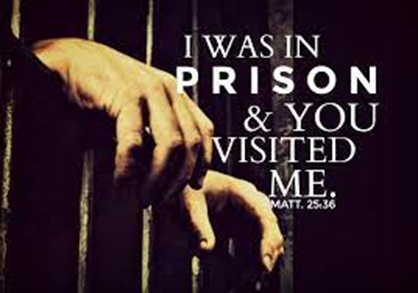 I WAS IN
PRISON
& YOU
VISITED
ME.
MATT. 25:36